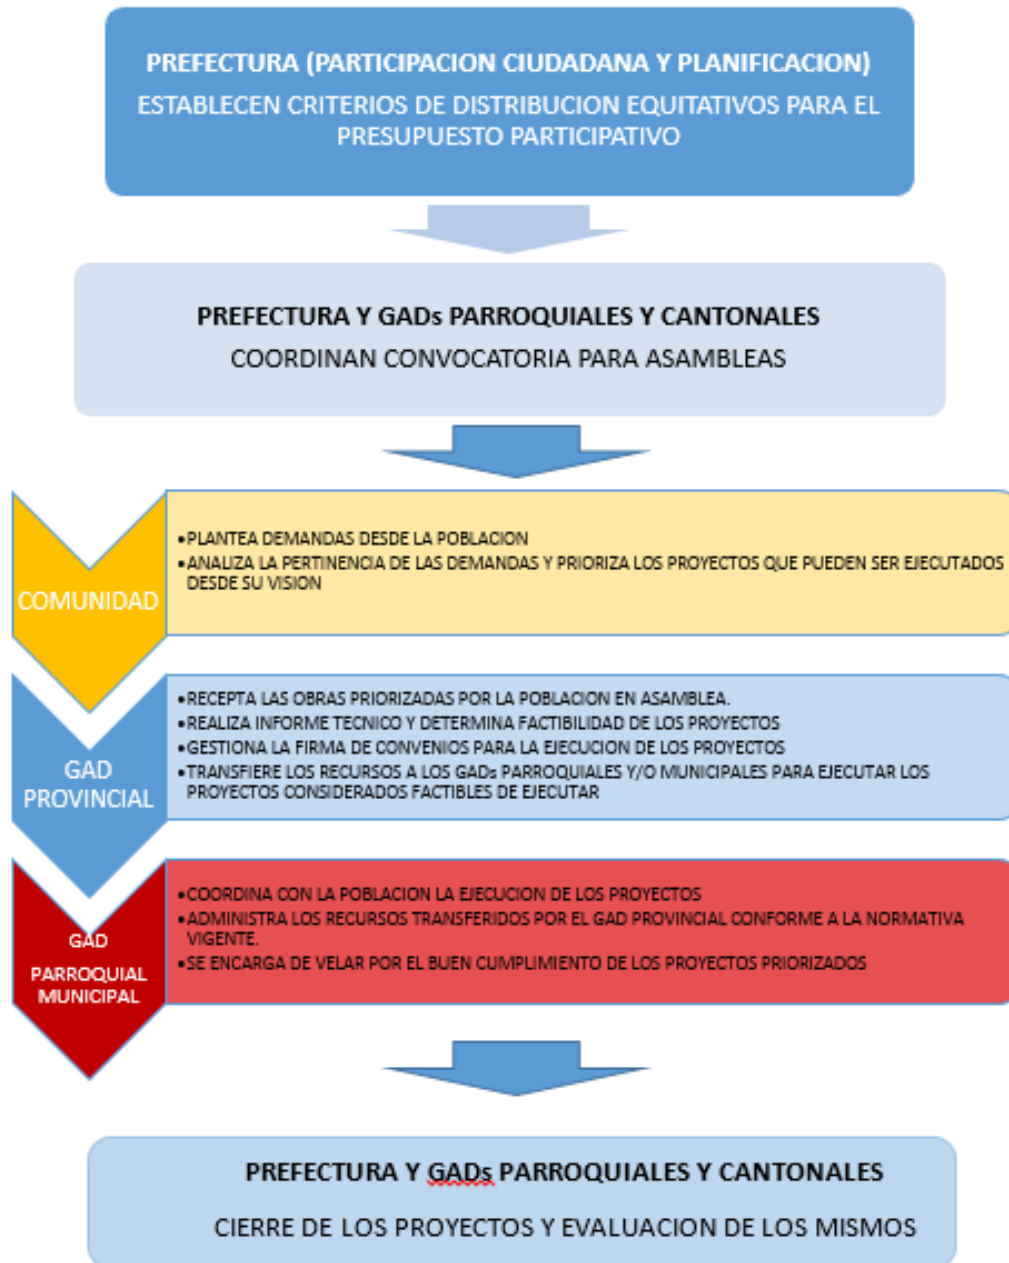 PREFECTURA (PARTICIPACION CIUDADANA Y PLANIFICACION)
ESTABLECEN CRITERIOS DE DISTRIBUCION EQUITATIVOS PARA EL
PRESUPUESTO PARTICIPATIVO
PREFECTURA Y GADs PARROQUIALES Y CANTONALES
COORDINAN CONVOCATORIA PARA ASAMBLEAS
COMUNIDAD
•PLANTEA DEMANDAS DESDE LA POBLACION
•ANALIZA LA PERTINENCIA DE LAS DEMANDAS Y PRIORIZA LOS PROYECTOS QUE PUEDEN SER EJECUTADOS
DESDE SU VISION
GAD
PROVINCIAL
•RECEPTA LAS OBRAS PRIORIZADAS POR LA POBLACION EN ASAMBLEA.
•REALIZA INFORME TECNICO Y DETERMINA FACTIBILIDAD DE LOS PROYECTOS
•GESTIONA LA FIRMA DE CONVENIOS PARA LA EJECUCION DE LOS PROYECTOS
•TRANSFIERE LOS RECURSOS A LOS GADs PARROQUIALES Y/O MUNICIPALES PARA EJECUTAR LOS
PROYECTOS CONSIDERADOS FACTIBLES DE EJECUTAR
GAD
PARROQUIAL
MUNICIPAL
•COORDINA CON LA POBLACION LA EJECUCION DE LOS PROYECTOS
•ADMINISTRA LOS RECURSOS TRANSFERIDOS POR EL GAD PROVINCIAL CONFORME A LA NORMATIVA
VIGENTE.
•SE ENCARGA DE VELAR POR EL BUEN CUMPLIMIENTO DE LOS PROYECTOS PRIORIZADOS
PREFECTURA Y GADs PARROQUIALES Y CANTONALES
CIERRE DE LOS PROYECTOS Y EVALUACION DE LOS MISMOS